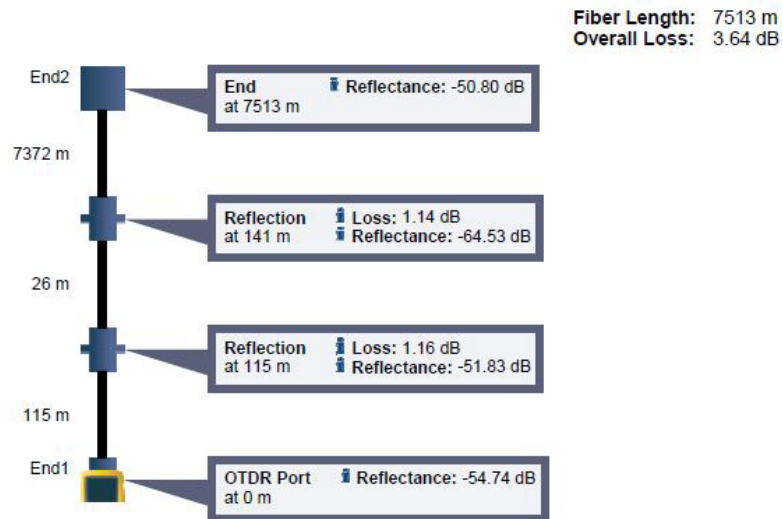 Fiber Length: 7513 m
Overall Loss: 3.64 dB
End2
End Reflectance: -50.80 dB
at 7513 m
7372 m
Reflection Loss: 1.14 dB
at 141 m Reflectance: -64.53 dB
26 m
Reflection Loss: 1.16 dB
at 115 m Reflectance: -51.83 dB
115 m
End1
OTDR Port Reflectance: -54.74 dB
at 0 m